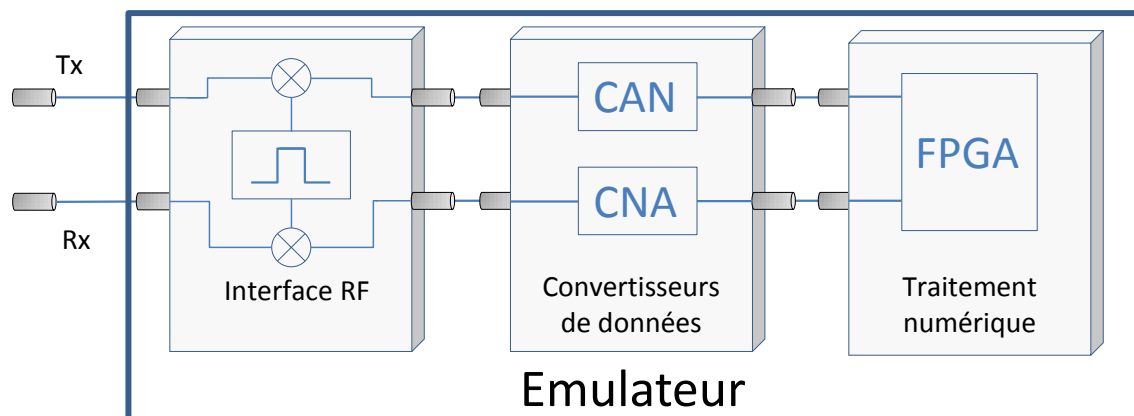 Tx
Rx
Interface RF
CAN
CNA
Convertisseurs
de données
FPGA
Traitement
numérique
Emulateur